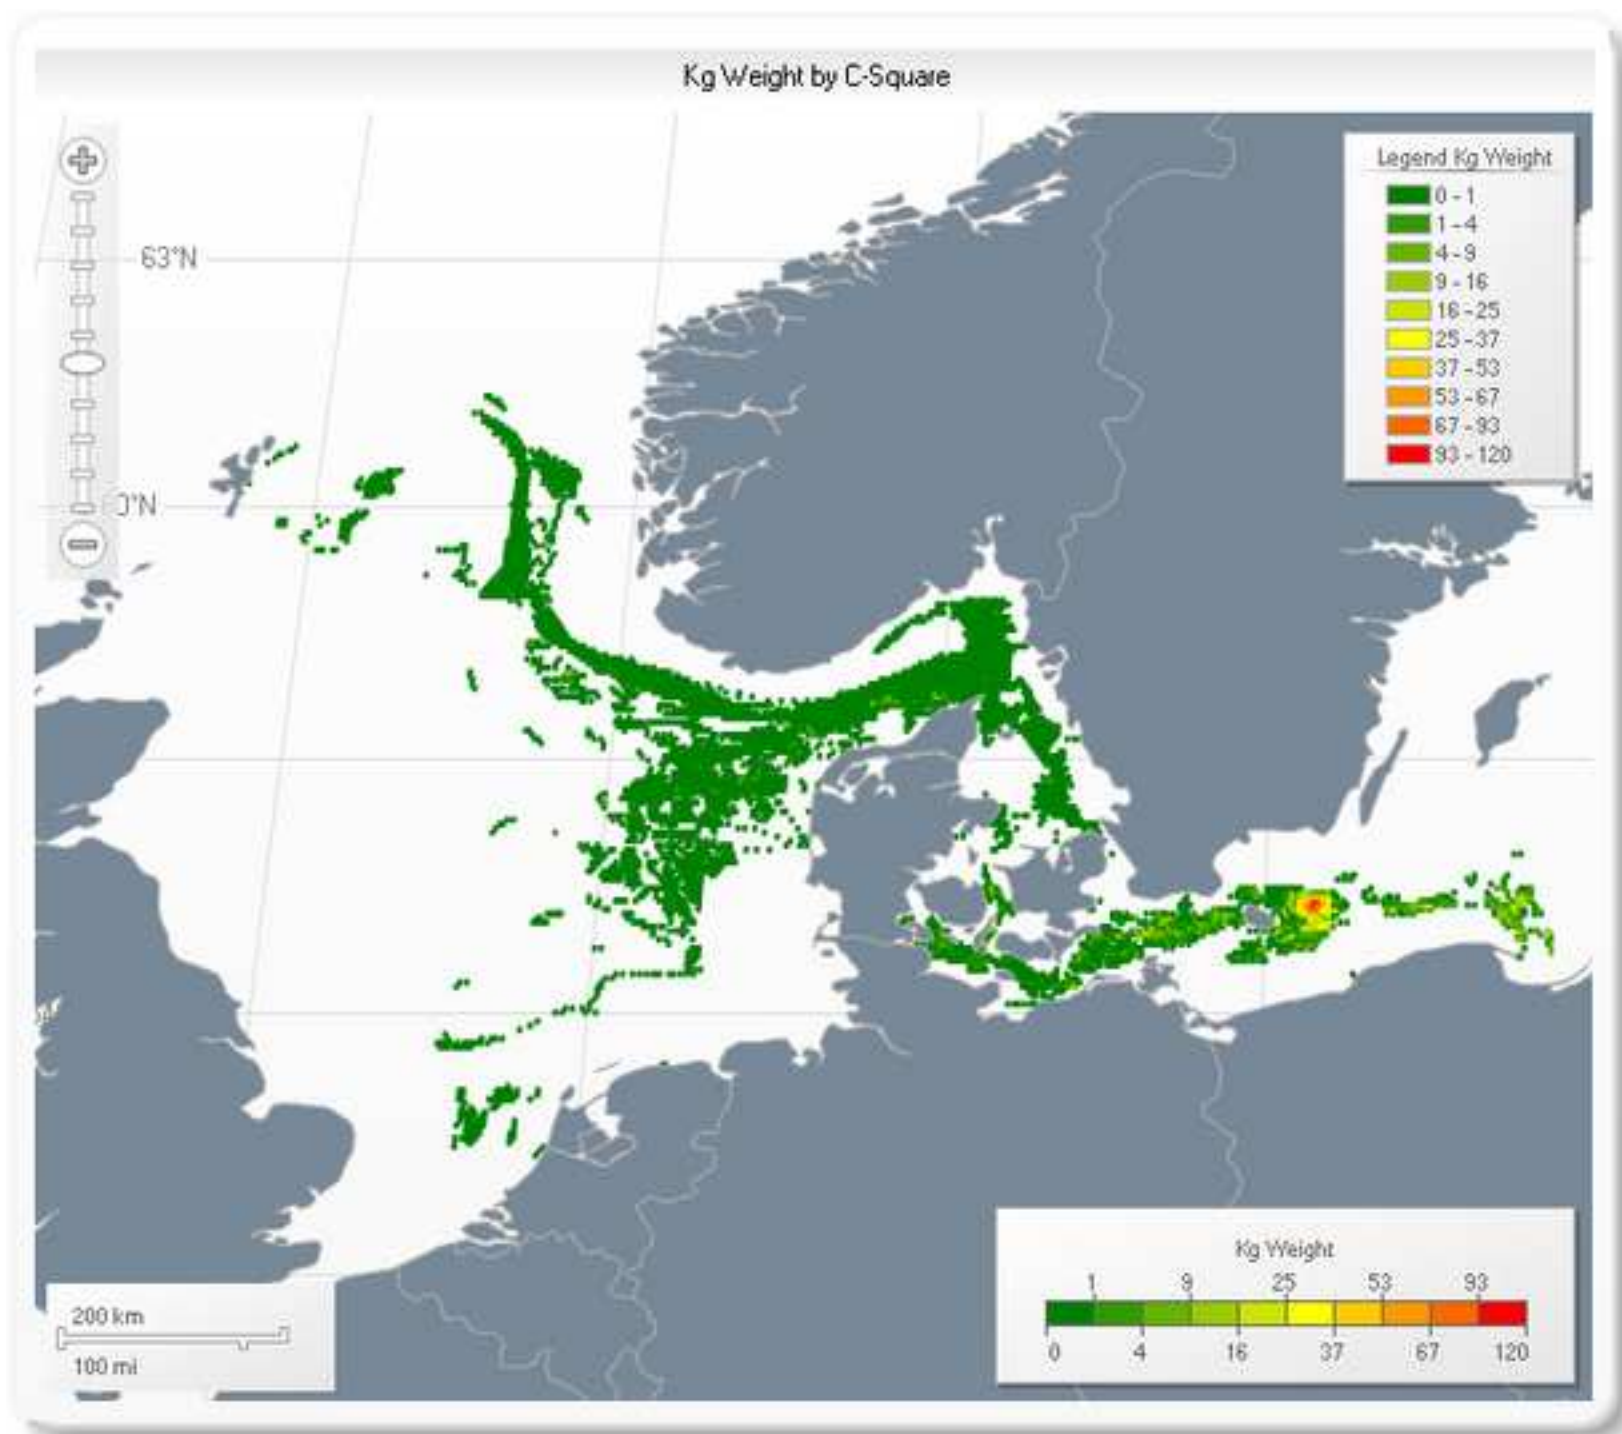 Kg Weight by C-Square
63°N
0°N
Legend Kg Weight
0 - 1
1 - 4
4 - 9
9 - 16
16 - 25
25 - 37
37 - 53
53 - 67
67 - 93
93 - 120
Kg Weight
1 9 25 53 93
0 4 16 37 67 120
200 km
100 mi